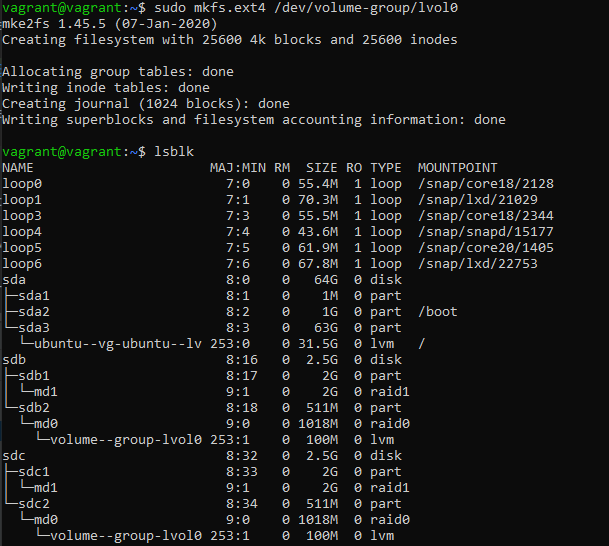 vagrant@vagrant:~$ sudo mkfs.ext4 /dev/volume-group/lvol0
mke2fs 1.45.5 (07-Jan-2020)
Creating filesystem with 25600 4k blocks and 25600 inodes

Allocating group tables: done
Writing inode tables: done
Creating journal (1024 blocks): done
Writing superblocks and filesystem accounting information: done

vagrant@vagrant:~$ lsblk
NAME                      MAJ:MIN RM  SIZE RO TYPE  MOUNTPOINT
loop0                       7:0    0 55.4M  1 loop  /snap/core18/2128
loop1                       7:1    0 70.3M  1 loop  /snap/lxd/21029
loop3                       7:3    0 55.5M  1 loop  /snap/core18/2344
loop4                       7:4    0 43.6M  1 loop  /snap/snapd/15177
loop5                       7:5    0 61.9M  1 loop  /snap/core20/1405
loop6                       7:6    0 67.8M  1 loop  /snap/lxd/22753
sda                         8:0    0   64G  0 disk
├─sda1                      8:1    0    1M  0 part
├─sda2                      8:2    0    1G  0 part  /boot
└─sda3                      8:3    0   63G  0 part
  └─ubuntu--vg-ubuntu--lv 253:0    0 31.5G  0 lvm   /
sdb                         8:16   0  2.5G  0 disk
├─sdb1                      8:17   0    2G  0 part
│ └─md1                     9:1    0    2G  0 raid1
└─sdb2                      8:18   0  511M  0 part
  └─md0                     9:0    0 1018M  0 raid0
    └─volume--group-lvol0 253:1    0  100M  0 lvm
sdc                         8:32   0  2.5G  0 disk
├─sdc1                      8:33   0    2G  0 part
│ └─md1                     9:1    0    2G  0 raid1
└─sdc2                      8:34   0  511M  0 part
  └─md0                     9:0    0 1018M  0 raid0
    └─volume--group-lvol0 253:1    0  100M  0 lvm